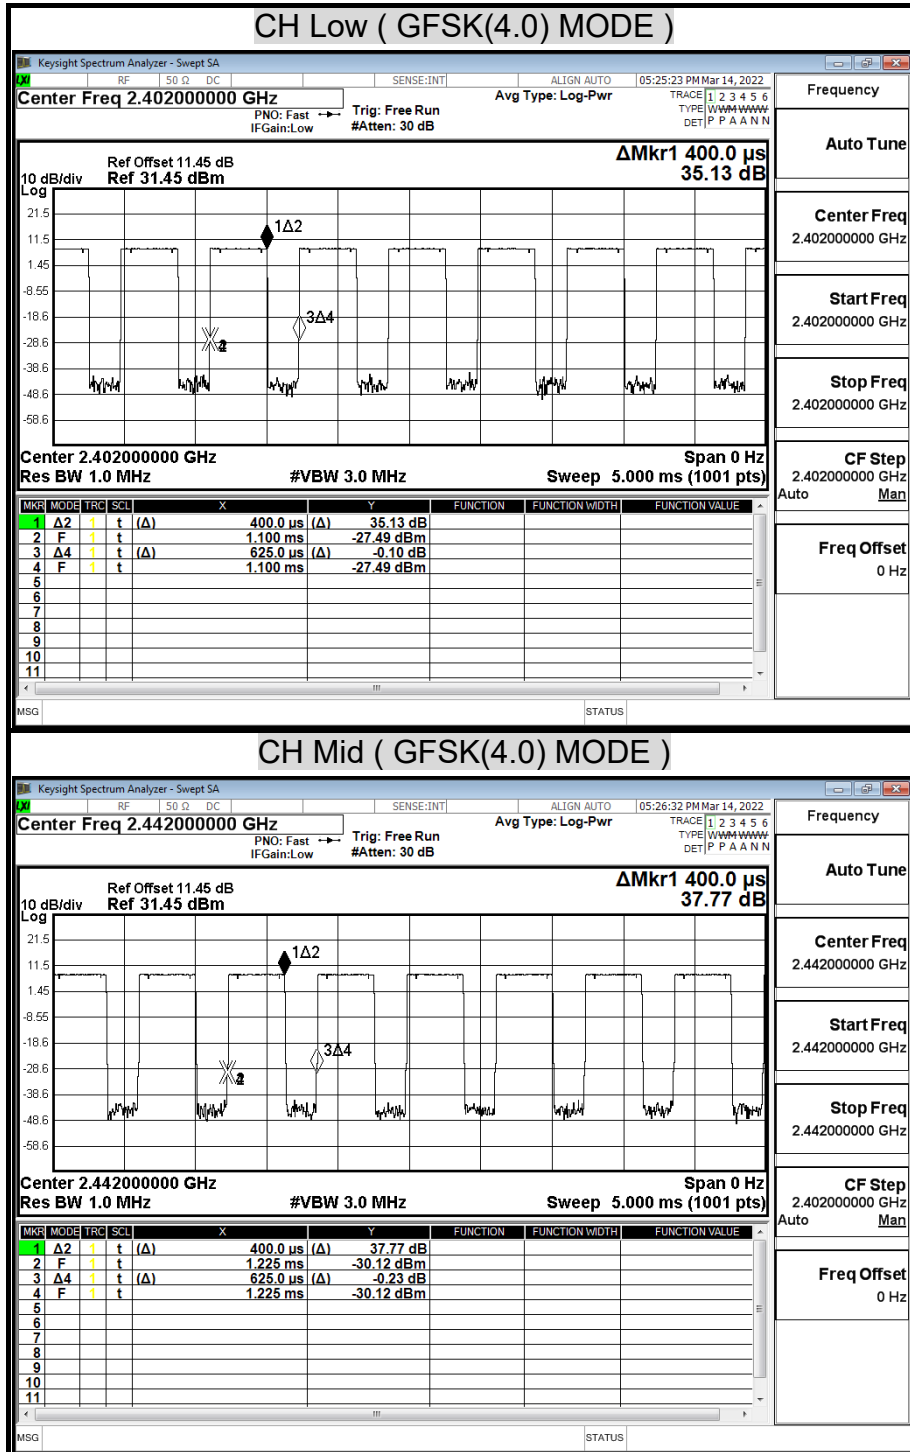 CH Low ( GFSK(4.0) MODE )
Keysight Spectrum Analyzer - Swept SA
LXI RF 50 Ω DC SENSE:INT ALIGN AUTO 05:25:23 PM Mar 14, 2022
Center Freq 2.402000000 GHz Avg Type: Log-Pwr TRACE 1 2 3 4 5 6
PNO: Fast Trig: Free Run TYPE WWMWWWW
IFGain:Low #Atten: 30 dB DET P P A A N N
Frequency
Auto Tune
Center Freq
2.402000000 GHz
Start Freq
2.402000000 GHz
Stop Freq
2.402000000 GHz
CF Step
2.402000000 GHz
Auto Man
Freq Offset
0 Hz
ΔMkr1 400.0 µs
35.13 dB
Ref Offset 11.45 dB
10 dB/div Ref 31.45 dBm
Log
21.5
11.5
1.45
-8.55
-18.6
-28.6
-38.6
-48.6
-58.6
1Δ2
3Δ4
Center 2.402000000 GHz Span 0 Hz
Res BW 1.0 MHz #VBW 3.0 MHz Sweep 5.000 ms (1001 pts)
MKR MODE TRC SCL X Y FUNCTION FUNCTION WIDTH FUNCTION VALUE
1 Δ2 1 t (Δ) 400.0 µs (Δ) 35.13 dB
2 F 1 t 1.100 ms -27.49 dBm
3 Δ4 1 t (Δ) 625.0 µs (Δ) -0.10 dB
4 F 1 t 1.100 ms -27.49 dBm
5
6
7
8
9
10
11
MSG STATUS
CH Mid ( GFSK(4.0) MODE )
Keysight Spectrum Analyzer - Swept SA
LXI RF 50 Ω DC SENSE:INT ALIGN AUTO 05:26:32 PM Mar 14, 2022
Center Freq 2.442000000 GHz Avg Type: Log-Pwr TRACE 1 2 3 4 5 6
PNO: Fast Trig: Free Run TYPE WWMWWWW
IFGain:Low #Atten: 30 dB DET P P A A N N
Frequency
Auto Tune
Center Freq
2.442000000 GHz
Start Freq
2.442000000 GHz
Stop Freq
2.442000000 GHz
CF Step
2.402000000 GHz
Auto Man
Freq Offset
0 Hz
ΔMkr1 400.0 µs
37.77 dB
Ref Offset 11.45 dB
10 dB/div Ref 31.45 dBm
Log
21.5
11.5
1.45
-8.55
-18.6
-28.6
-38.6
-48.6
-58.6
1Δ2
3Δ4
Center 2.442000000 GHz Span 0 Hz
Res BW 1.0 MHz #VBW 3.0 MHz Sweep 5.000 ms (1001 pts)
MKR MODE TRC SCL X Y FUNCTION FUNCTION WIDTH FUNCTION VALUE
1 Δ2 1 t (Δ) 400.0 µs (Δ) 37.77 dB
2 F 1 t 1.225 ms -30.12 dBm
3 Δ4 1 t (Δ) 625.0 µs (Δ) -0.23 dB
4 F 1 t 1.225 ms -30.12 dBm
5
6
7
8
9
10
11
MSG STATUS